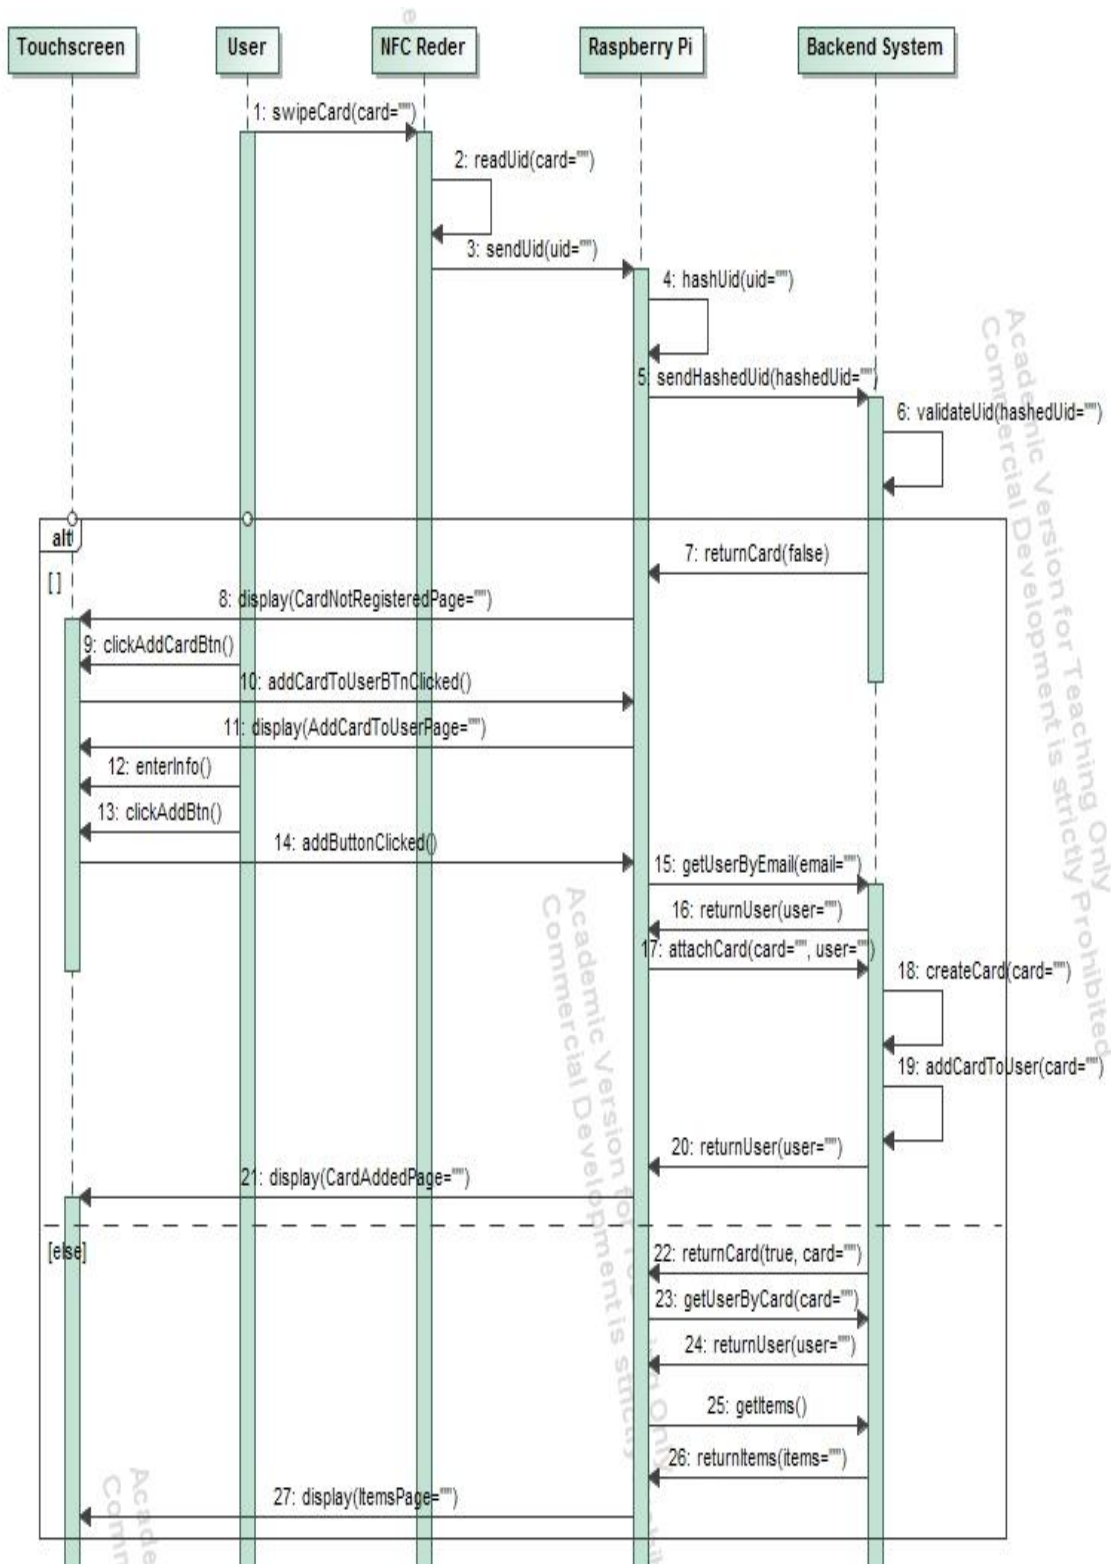 Touchscreen
User
NFC Reder
Raspberry Pi
Backend System
1: swipeCard(card="")
2: readUid(card="")
3: sendUid(uid="")
4: hashUid(uid="")
5: sendHashedUid(hashedUid="")
6: validateUid(hashedUid="")
alt
7: returnCard(false)
[ ]
8: display(CardNotRegisteredPage="")
9: clickAddCardBtn()
10: addCardToUserBTnClicked()
11: display(AddCardToUserPage="")
12: enterInfo()
13: clickAddBtn()
14: addButtonClicked()
15: getUserByEmail(email="")
16: returnUser(user="")
17: attachCard(card="", user="")
18: createCard(card="")
19: addCardToUser(card="")
20: returnUser(user="")
21: display(CardAddedPage="")
[else]
22: returnCard(true, card="")
23: getUserByCard(card="")
24: returnUser(user="")
25: getItems()
26: returnItems(items="")
27: display(ItemsPage="")
Academic Version for Teaching Only
Commercial Development is strictly Prohibited
Academic Version for
Commercial Development is strictly